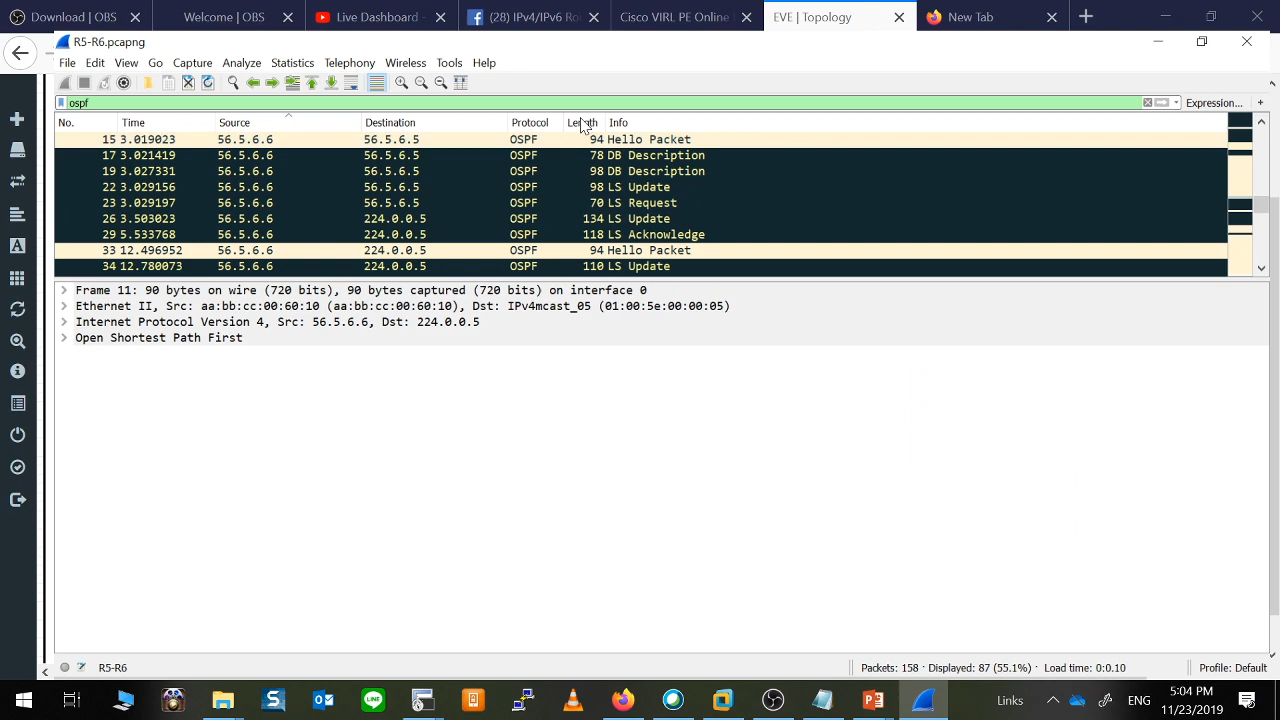 Download | OBS
Welcome | OBS
Live Dashboard -
(28) IPv4/IPv6 Rou
Cisco VIRL PE Online
EVE | Topology
New Tab
R5-R6.pcapng
File Edit View Go Capture Analyze Statistics Telephony Wireless Tools Help
ospf
Expression... +
No. Time Source Destination Protocol Length Info
15 3.019023 56.5.6.6 56.5.6.5 OSPF 94 Hello Packet
17 3.021419 56.5.6.6 56.5.6.5 OSPF 78 DB Description
19 3.027331 56.5.6.6 56.5.6.5 OSPF 98 DB Description
22 3.029156 56.5.6.6 56.5.6.5 OSPF 98 LS Update
23 3.029197 56.5.6.6 56.5.6.5 OSPF 70 LS Request
26 3.503023 56.5.6.6 224.0.0.5 OSPF 134 LS Update
29 5.533768 56.5.6.6 224.0.0.5 OSPF 118 LS Acknowledge
33 12.496952 56.5.6.6 224.0.0.5 OSPF 94 Hello Packet
34 12.780073 56.5.6.6 224.0.0.5 OSPF 110 LS Update
Frame 11: 90 bytes on wire (720 bits), 90 bytes captured (720 bits) on interface 0
Ethernet II, Src: aa:bb:cc:00:60:10 (aa:bb:cc:00:60:10), Dst: IPv4mcast_05 (01:00:5e:00:00:05)
Internet Protocol Version 4, Src: 56.5.6.6, Dst: 224.0.0.5
Open Shortest Path First
R5-R6
Packets: 158 · Displayed: 87 (55.1%) · Load time: 0:0.10
Profile: Default
Links
ENG
5:04 PM
11/23/2019